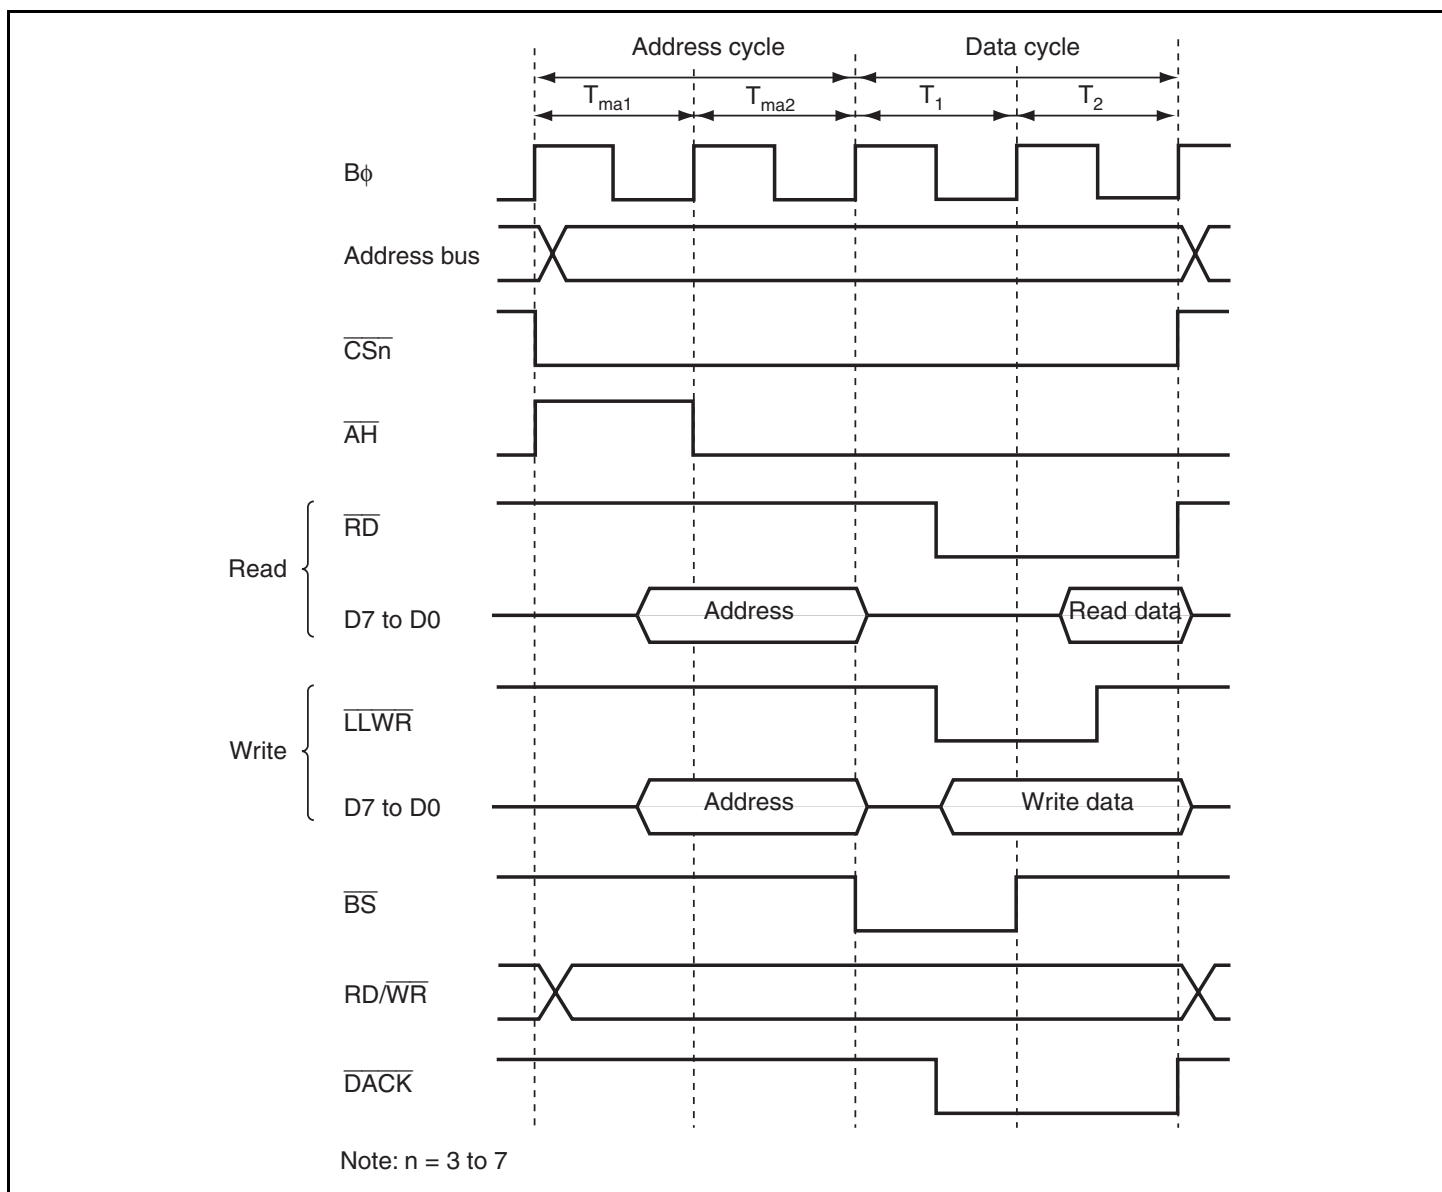 Address cycle Data cycle
Tma1 Tma2 T1 T2
Bϕ
Address bus
CSn
AH
RD
Read
D7 to D0 Address Read data
LLWR
Write
D7 to D0 Address Write data
BS
RD/WR
DACK
Note: n = 3 to 7